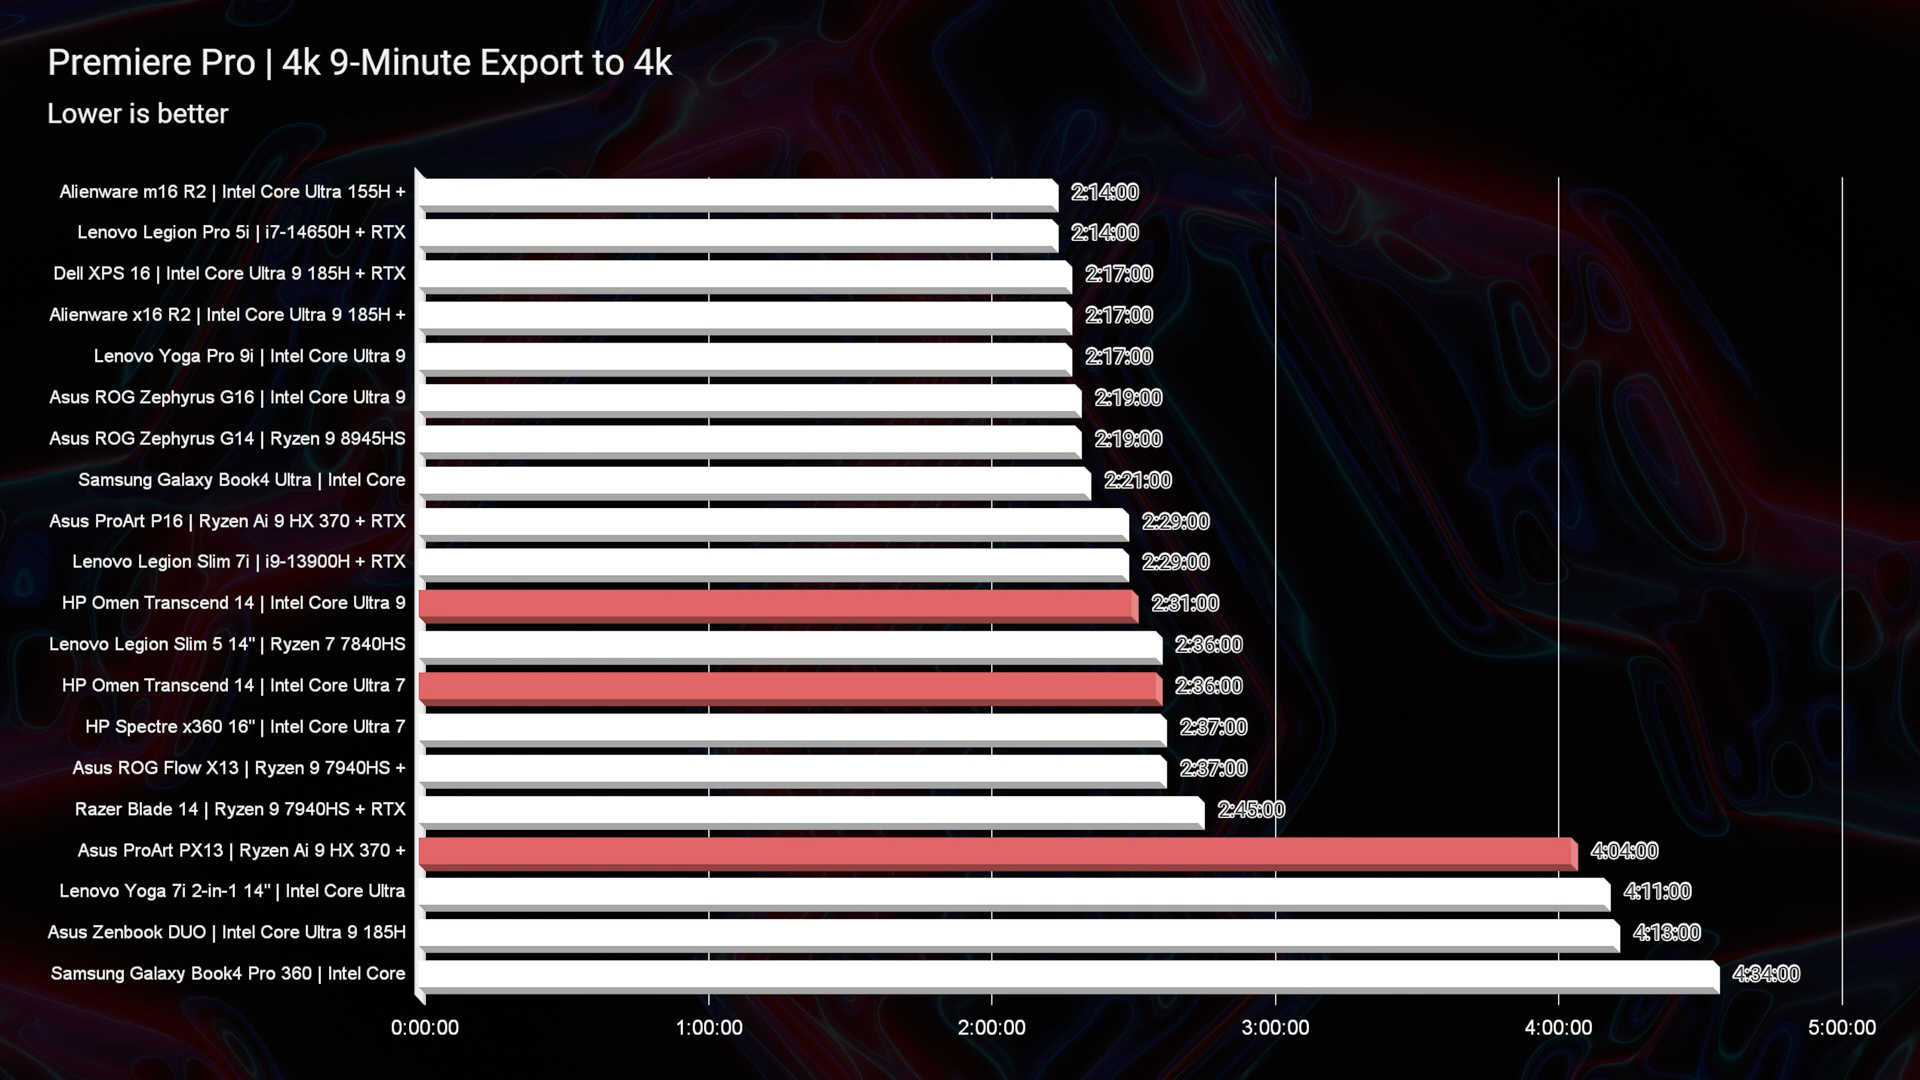 Premiere Pro | 4k 9-Minute Export to 4k
Lower is better
Alienware m16 R2 | Intel Core Ultra 155H + 2:14:00
Lenovo Legion Pro 5i | i7-14650H + RTX 2:14:00
Dell XPS 16 | Intel Core Ultra 9 185H + RTX 2:17:00
Alienware x16 R2 | Intel Core Ultra 9 185H + 2:17:00
Lenovo Yoga Pro 9i | Intel Core Ultra 9 2:17:00
Asus ROG Zephyrus G16 | Intel Core Ultra 9 2:19:00
Asus ROG Zephyrus G14 | Ryzen 9 8945HS 2:19:00
Samsung Galaxy Book4 Ultra | Intel Core 2:21:00
Asus ProArt P16 | Ryzen Ai 9 HX 370 + RTX 2:29:00
Lenovo Legion Slim 7i | i9-13900H + RTX 2:29:00
HP Omen Transcend 14 | Intel Core Ultra 9 2:31:00
Lenovo Legion Slim 5 14" | Ryzen 7 7840HS 2:36:00
HP Omen Transcend 14 | Intel Core Ultra 7 2:36:00
HP Spectre x360 16" | Intel Core Ultra 7 2:37:00
Asus ROG Flow X13 | Ryzen 9 7940HS + 2:37:00
Razer Blade 14 | Ryzen 9 7940HS + RTX 2:45:00
Asus ProArt PX13 | Ryzen Ai 9 HX 370 + 4:04:00
Lenovo Yoga 7i 2-in-1 14" | Intel Core Ultra 4:11:00
Asus Zenbook DUO | Intel Core Ultra 9 185H 4:13:00
Samsung Galaxy Book4 Pro 360 | Intel Core 4:34:00
0:00:00 1:00:00 2:00:00 3:00:00 4:00:00 5:00:00